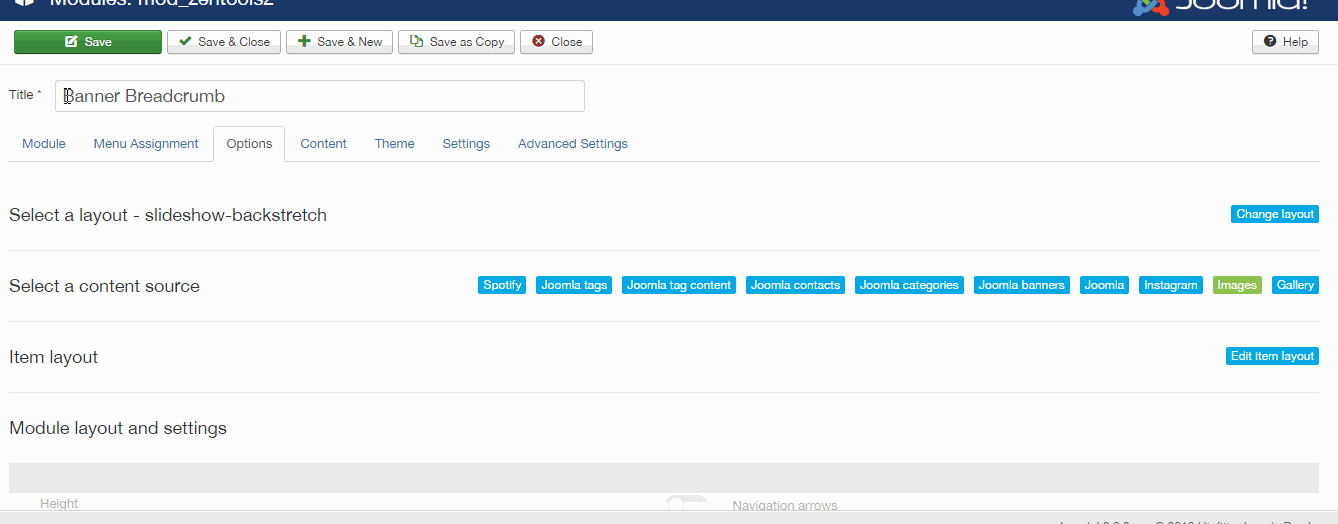 Modules: mod_zentools2
Joomla!
Save
Save & Close
Save & New
Save as Copy
Close
Help
Title *
Banner Breadcrumb
Module
Menu Assignment
Options
Content
Theme
Settings
Advanced Settings
Select a layout - slideshow-backstretch
Change layout
Select a content source
Spotify
Joomla tags
Joomla tag content
Joomla contacts
Joomla categories
Joomla banners
Joomla
Instagram
Images
Gallery
Item layout
Edit item layout
Module layout and settings
Height
Navigation arrows